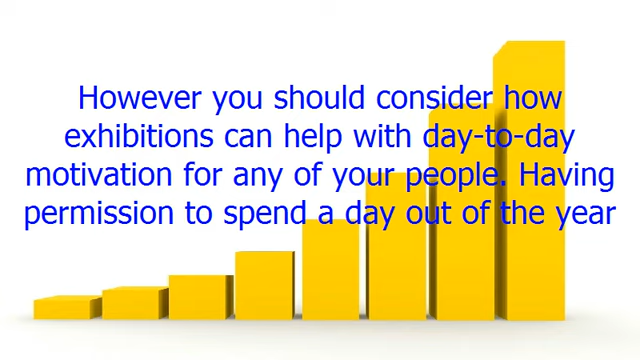 However you should consider how
exhibitions can help with day-to-day
motivation for any of your people. Having
permission to spend a day out of the year